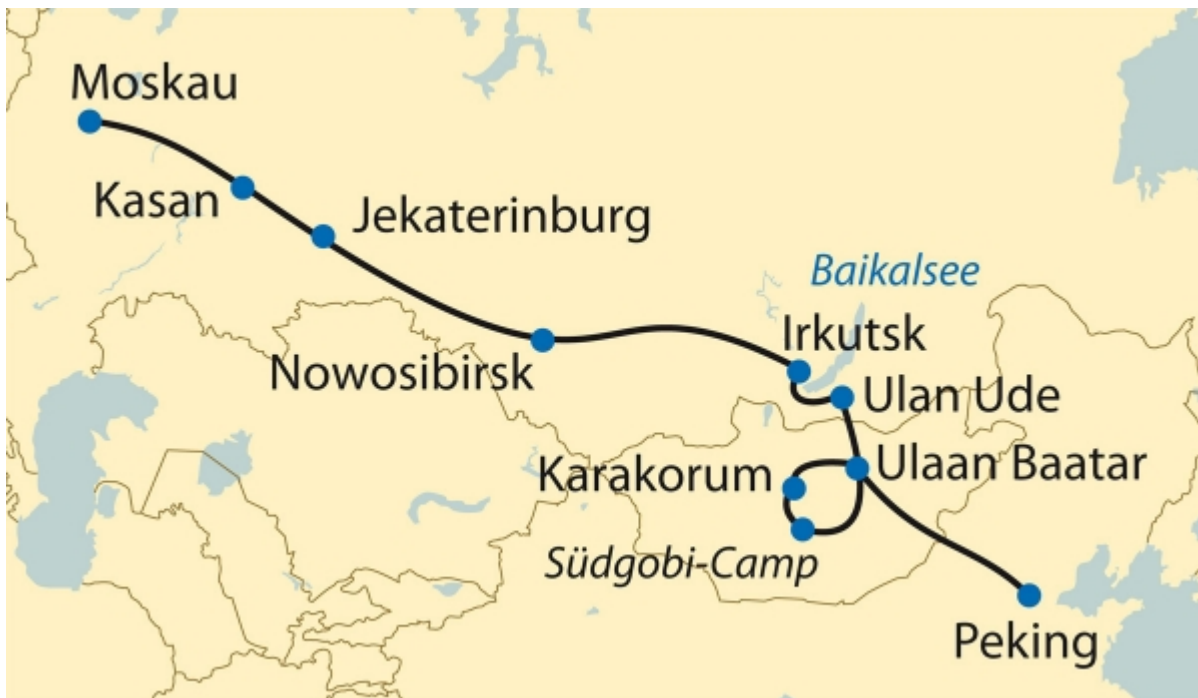 Moskau
Kasan
Jekaterinburg
Baikalsee
Irkutsk
Nowosibirsk
Ulan Ude
Karakorum
Ulaan Baatar
Südgobi-Camp
Peking